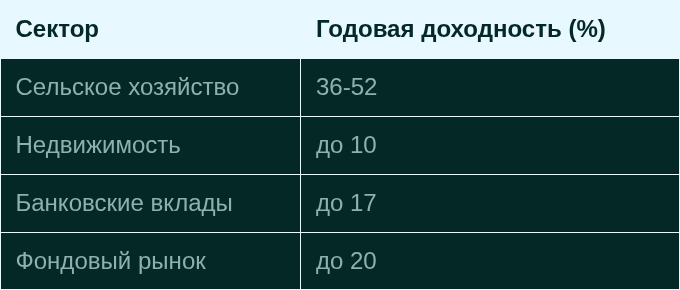 Сектор Годовая доходность (%)
Сельское хозяйство 36-52
Недвижимость до 10
Банковские вклады до 17
Фондовый рынок до 20